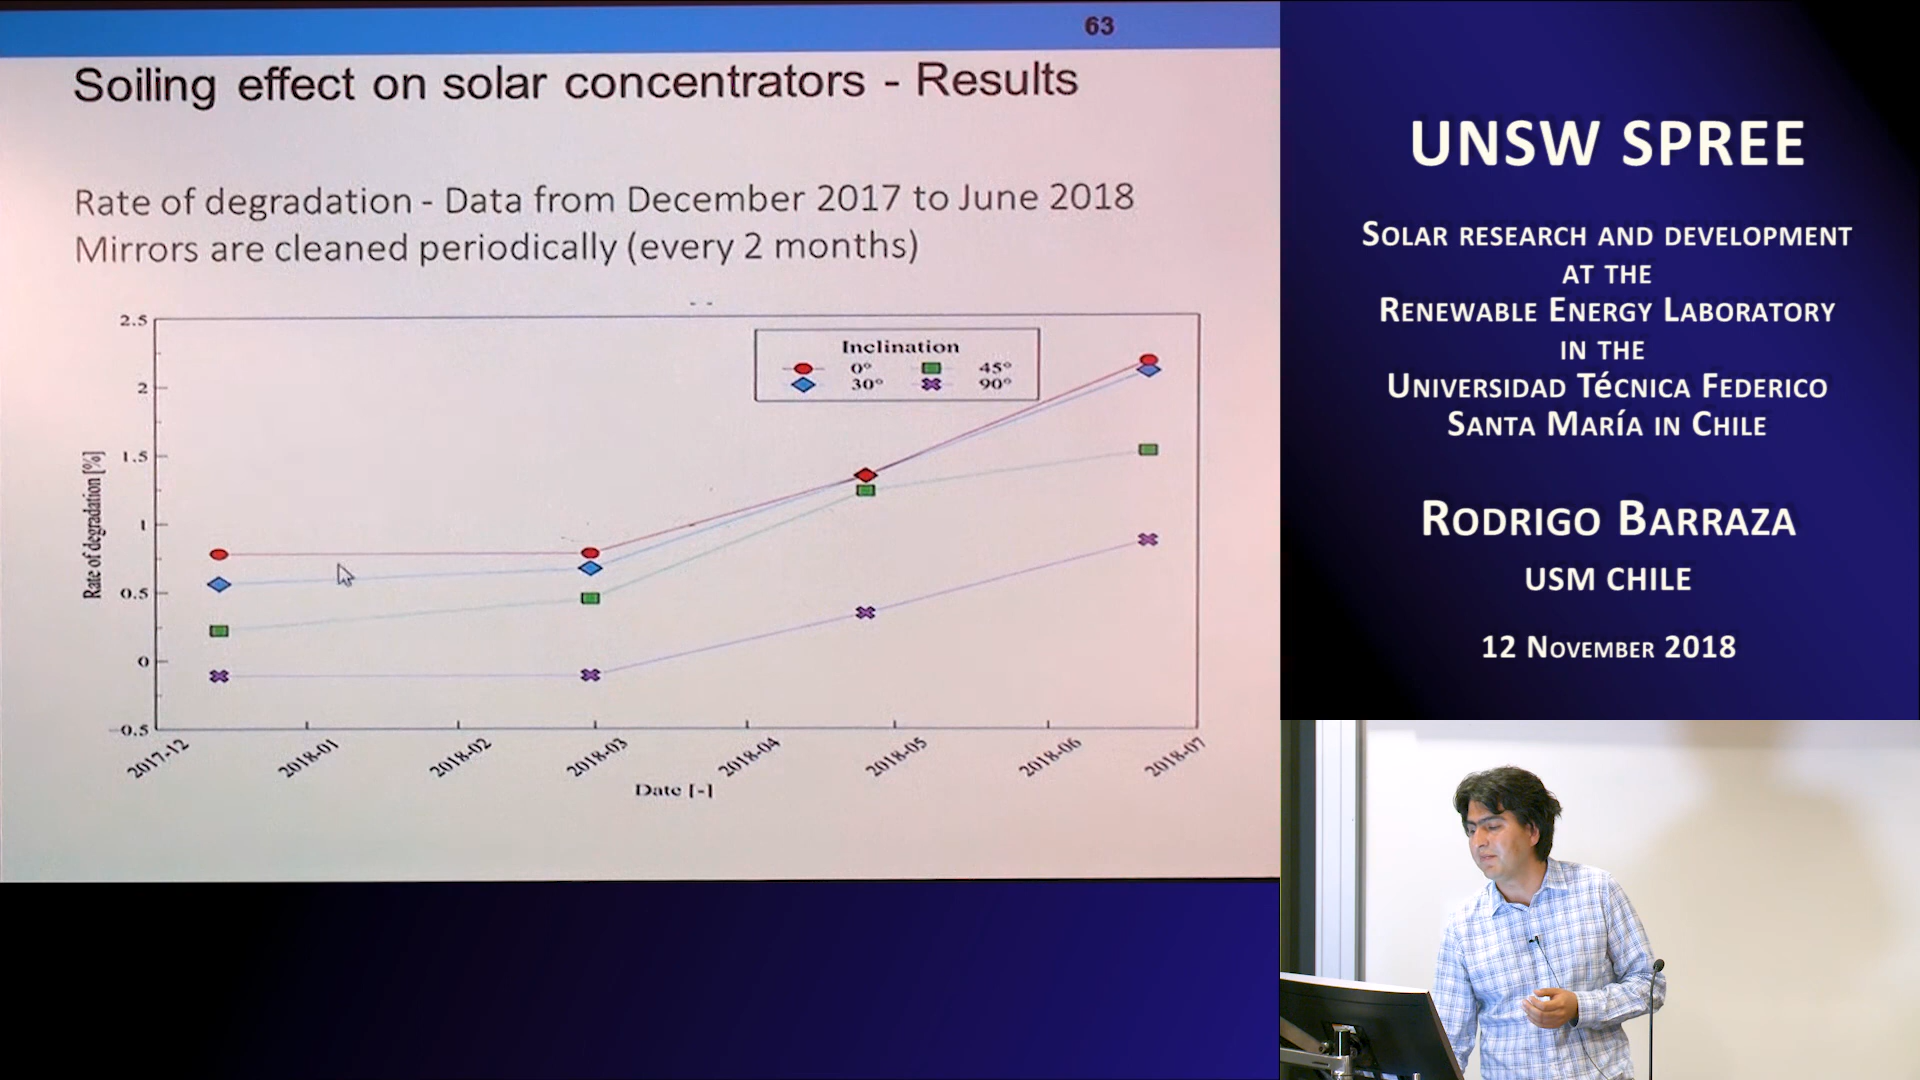 63
Soiling effect on solar concentrators - Results
Rate of degradation - Data from December 2017 to June 2018
Mirrors are cleaned periodically (every 2 months)
Inclination
0° 45°
30° 90°
2.5
2
1.5
1
0.5
0
-0.5
Rate of degradation [%]
2017-12 2018-01 2018-02 2018-03 2018-04 2018-05 2018-06 2018-07
Date [-]
UNSW SPREE
SOLAR RESEARCH AND DEVELOPMENT
AT THE
RENEWABLE ENERGY LABORATORY
IN THE
UNIVERSIDAD TéCNICA FEDERICO
SANTA MARíA IN CHILE
RODRIGO BARRAZA
USM CHILE
12 NOVEMBER 2018